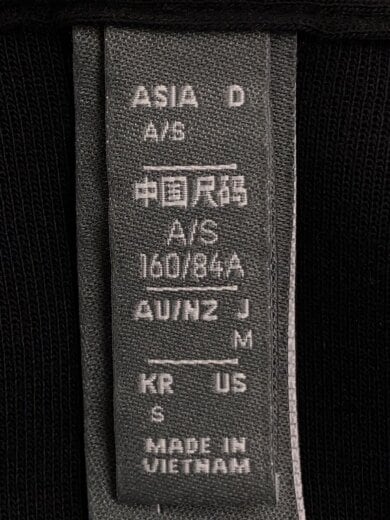 ASIA D
A/S
中国尺码
A/S
160/84A
AU/NZ J
M
KR US
S
MADE IN
VIETNAM